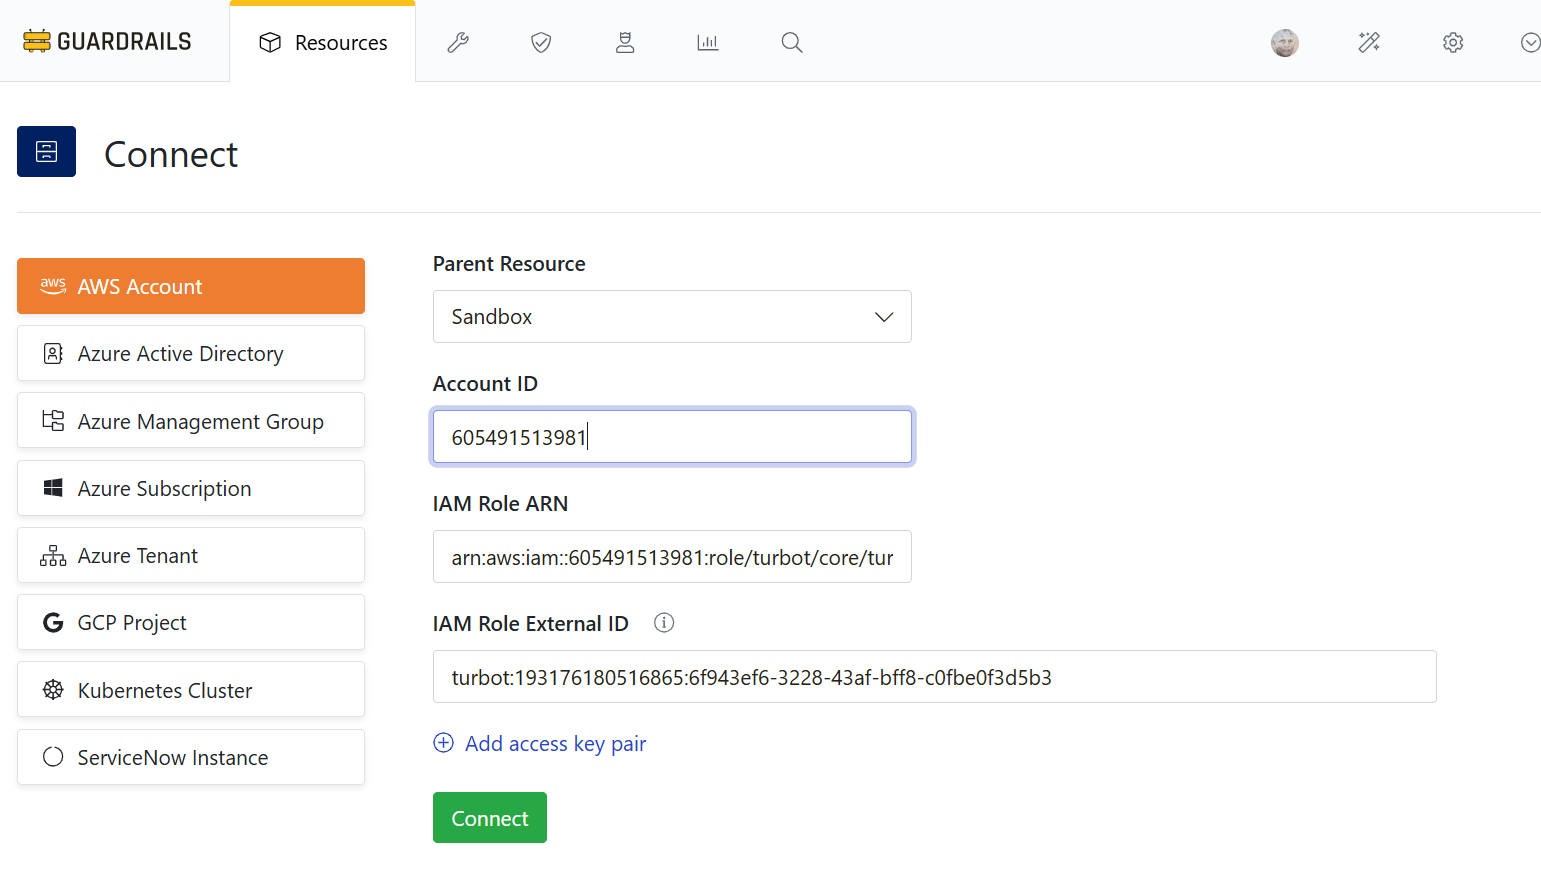 GUARDRAILS
Resources
Connect
aws AWS Account
Azure Active Directory
Azure Management Group
Azure Subscription
Azure Tenant
GCP Project
Kubernetes Cluster
ServiceNow Instance
Parent Resource
Sandbox
Account ID
605491513981
IAM Role ARN
arn:aws:iam::605491513981:role/turbot/core/tur
IAM Role External ID
turbot:193176180516865:6f943ef6-3228-43af-bff8-c0fbe0f3d5b3
Add access key pair
Connect